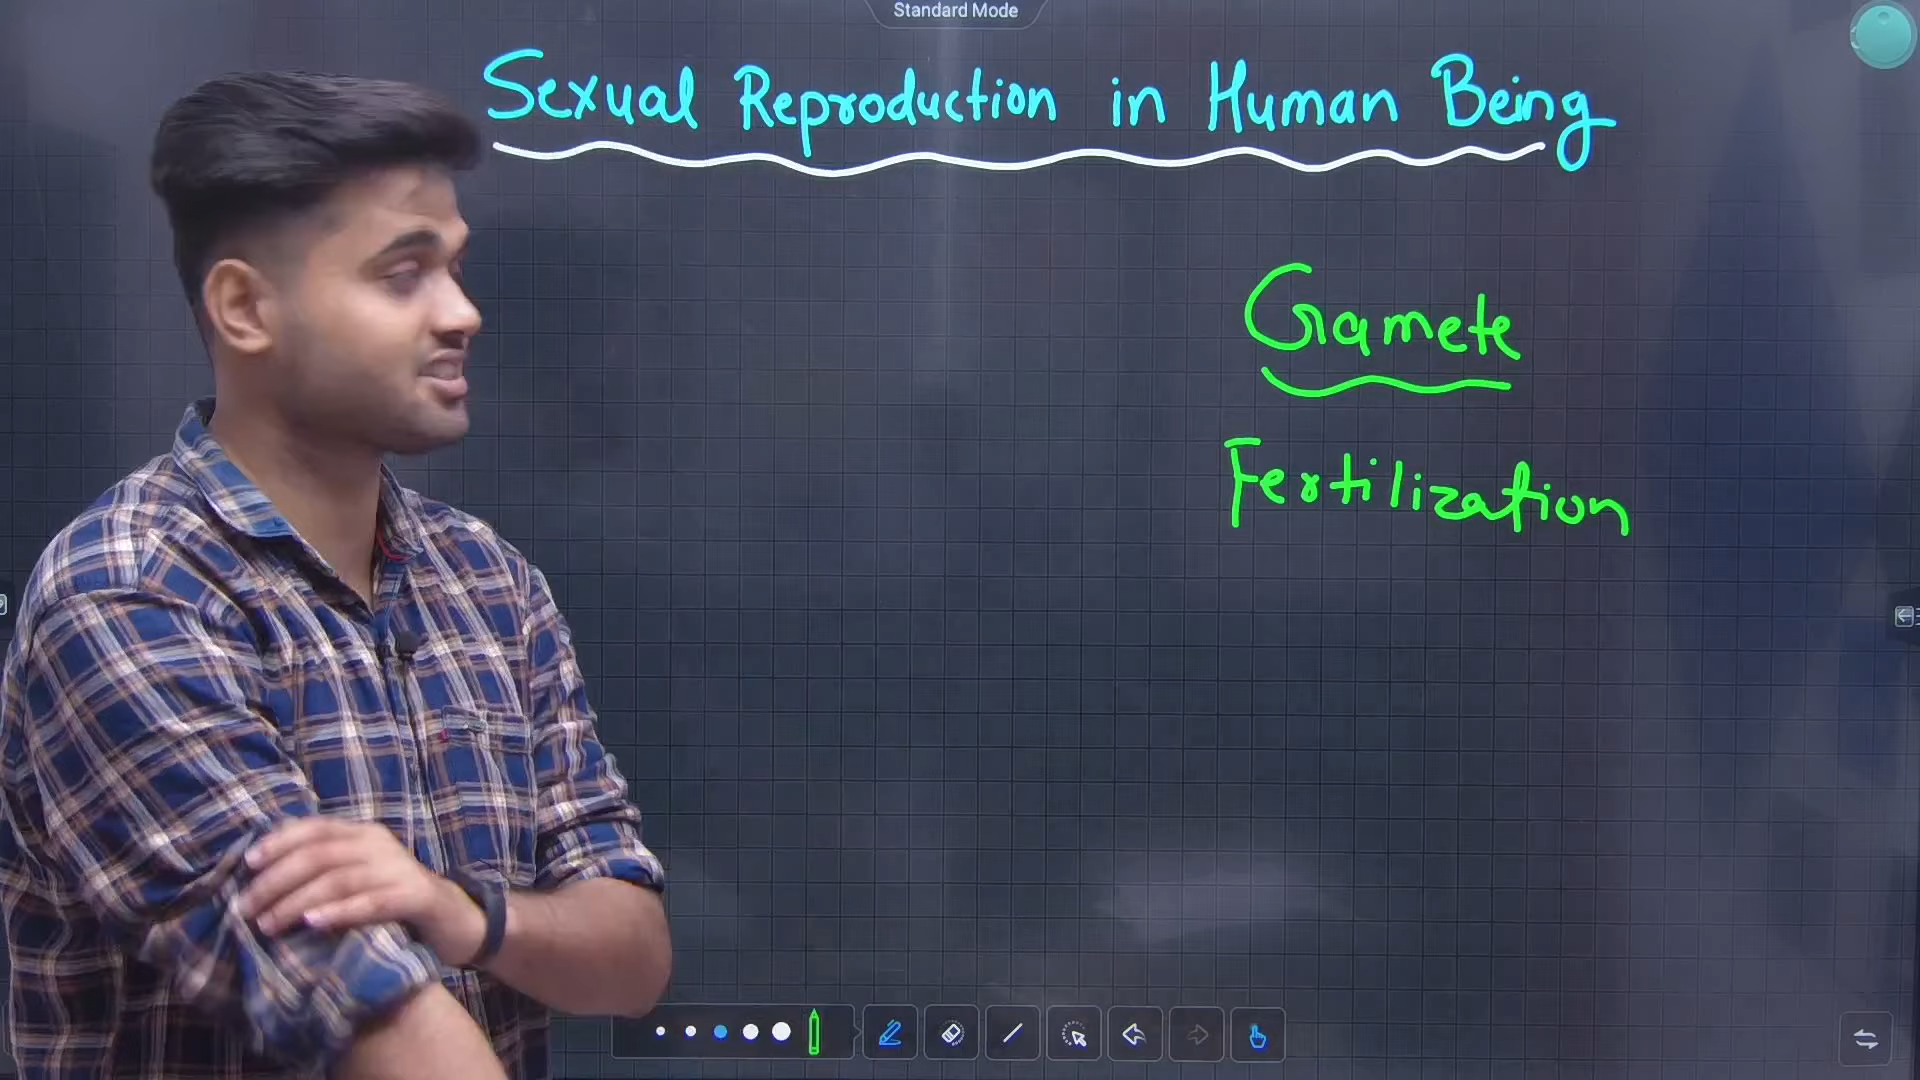 Standard Mode
Sexual Reproduction in Human Being
Gamete
Fertilization